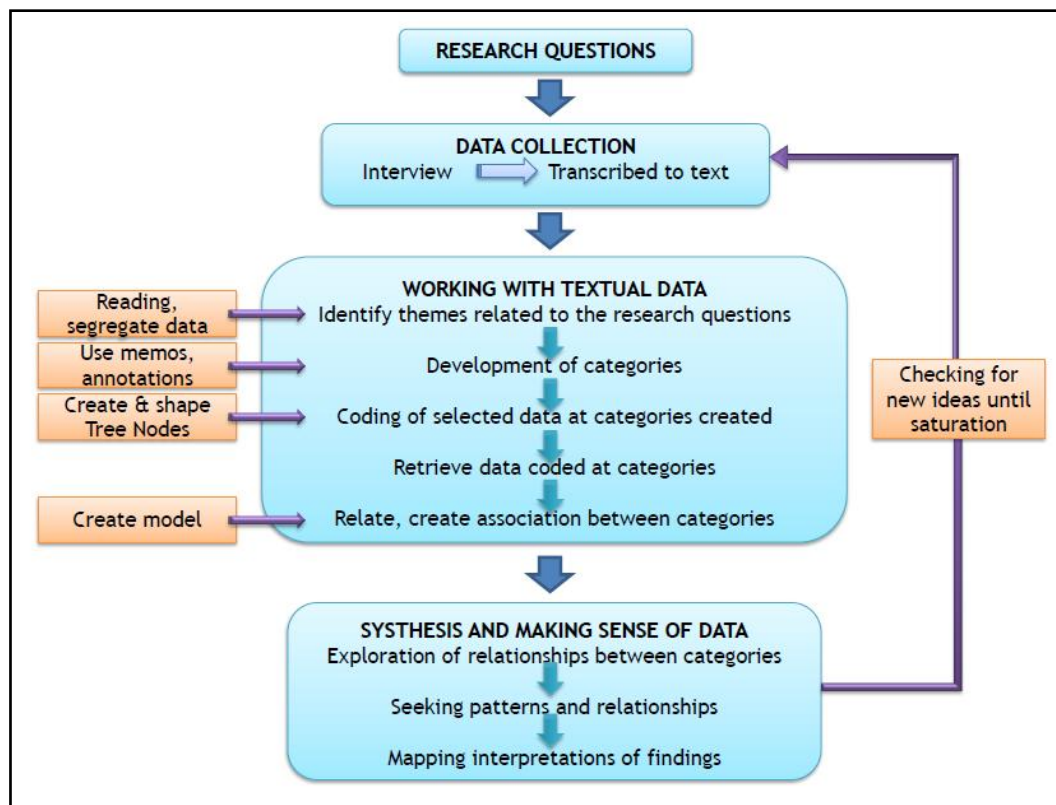 RESEARCH QUESTIONS
DATA COLLECTION
Interview Transcribed to text
WORKING WITH TEXTUAL DATA
Identify themes related to the research questions
Development of categories
Coding of selected data at categories created
Retrieve data coded at categories
Relate, create association between categories
Reading,
segregate data
Use memos,
annotations
Create & shape
Tree Nodes
Create model
SYSTHESIS AND MAKING SENSE OF DATA
Exploration of relationships between categories
Seeking patterns and relationships
Mapping interpretations of findings
Checking for
new ideas until
saturation